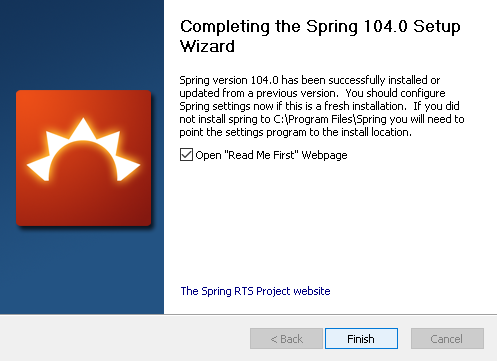 Completing the Spring 104.0 Setup
Wizard
Spring version 104.0 has been successfully installed or
updated from a previous version.  You should configure
Spring settings now if this is a fresh installation.  If you did
not install spring to C:\Program Files\Spring you will need to
point the settings program to the install location.
Open "Read Me First" Webpage
The Spring RTS Project website
< Back
Finish
Cancel